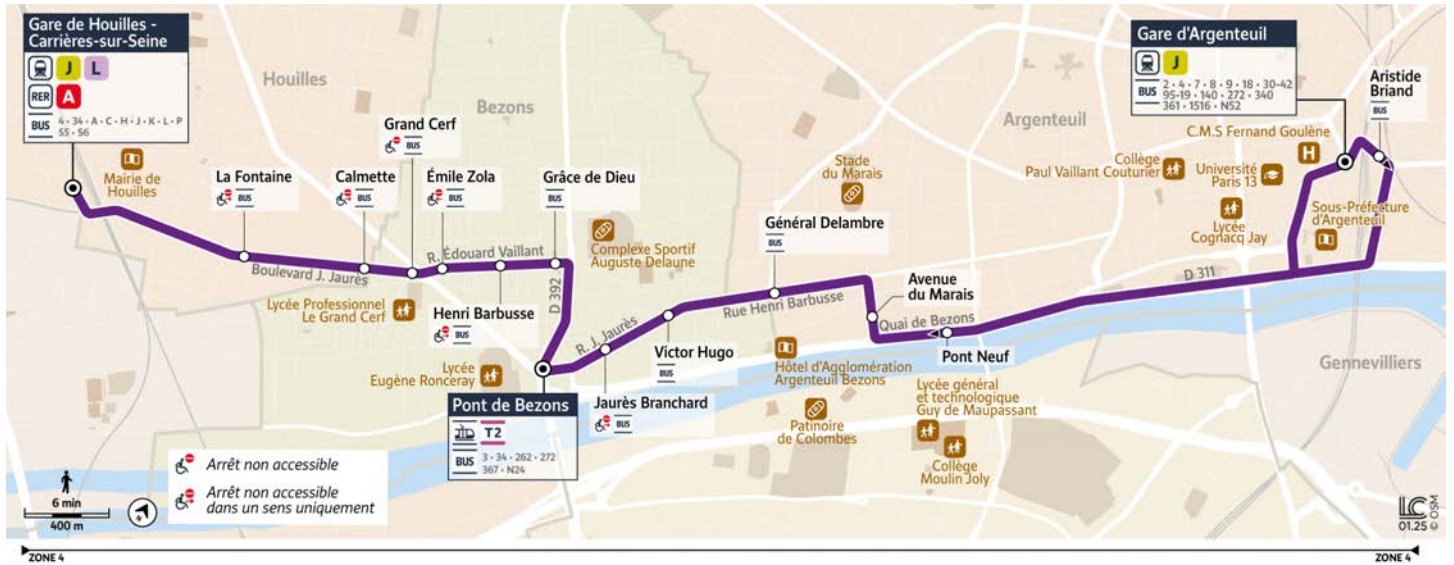 Gare de Houilles -
Carrières-sur-Seine
J L
RER A
BUS 4 • 34 • A • C • H • J • K • L • P
S5 • S6
Houilles
Mairie de
Houilles
La Fontaine
BUS
Calmette
BUS
Grand Cerf
BUS
Émile Zola
BUS
Grâce de Dieu
BUS
Bezons
Boulevard J. Jaurès
R. Édouard Vaillant
D 392
Complexe Sportif
Auguste Delaune
Lycée Professionnel
Le Grand Cerf
Henri Barbusse
BUS
Lycée
Eugène Ronceray
Pont de Bezons
T2
BUS 3 • 34 • 262 • 272
367 • N24
R. J. Jaurès
Jaurès Branchard
BUS
Victor Hugo
BUS
Général Delambre
BUS
Stade
du Marais
Rue Henri Barbusse
Argenteuil
Avenue
du Marais
Quai de Bezons
Pont Neuf
Hôtel d'Agglomération
Argenteuil Bezons
Patinoire
de Colombes
Lycée général
et technologique
Guy de Maupassant
Collège
Moulin Joly
Collège
Paul Vaillant Couturier
Gare d'Argenteuil
J
BUS 2 • 4 • 7 • 8 • 9 • 18 • 30-42
95-19 • 140 • 272 • 340
361 • 1516 • N52
Aristide
Briand
BUS
C.M.S Fernand Goulène
H
Université
Paris 13
Lycée
Cognacq Jay
Sous-Préfecture
d'Argenteuil
D 311
Gennevilliers
6 min
400 m
Arrêt non accessible
Arrêt non accessible
dans un sens uniquement
LC
01.25 © OSM
ZONE 4
ZONE 4